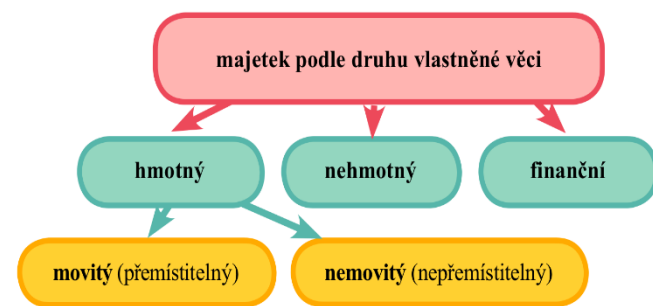 majetek podle druhu vlastněné věci
hmotný
nehmotný
finanční
movitý (přemístitelný)
nemovitý (nepřemístitelný)